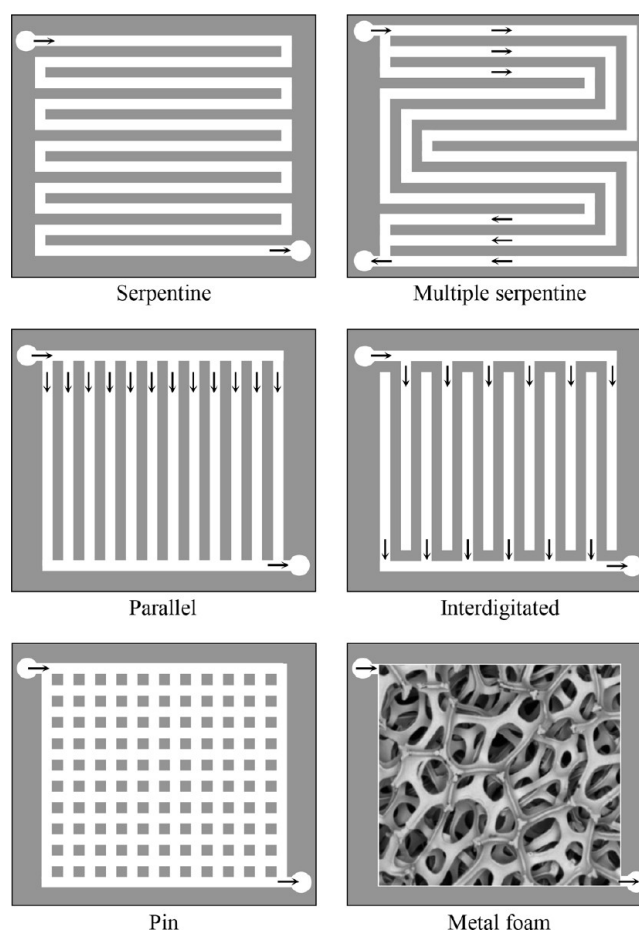 Serpentine
Multiple serpentine
Parallel
Interdigitated
Pin
Metal foam